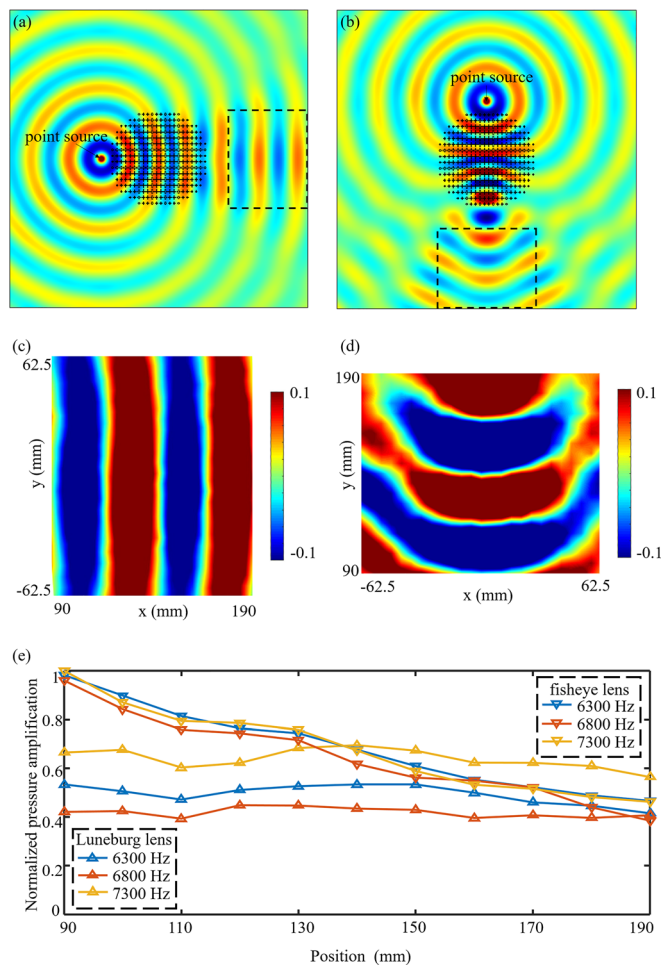 (a)
point source
(b)
point source
(c)
62.5
y (mm)
-62.5
90
x (mm)
190
0.1
-0.1
(d)
190
y (mm)
90
-62.5
x (mm)
62.5
0.1
-0.1
(e)
Normalized pressure amplification
1
0.8
0.6
0.4
0.2
0
fisheye lens
6300 Hz
6800 Hz
7300 Hz
Luneburg lens
6300 Hz
6800 Hz
7300 Hz
90
110
130
150
170
190
Position (mm)